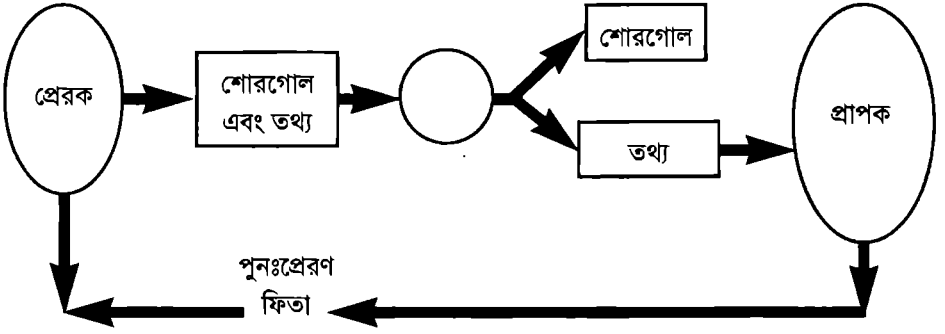 প্রেরক
শোরগোল
এবং তথ্য
শোরগোল
তথ্য
প্রাপক
পুনঃপ্রেরণ
ফিতা